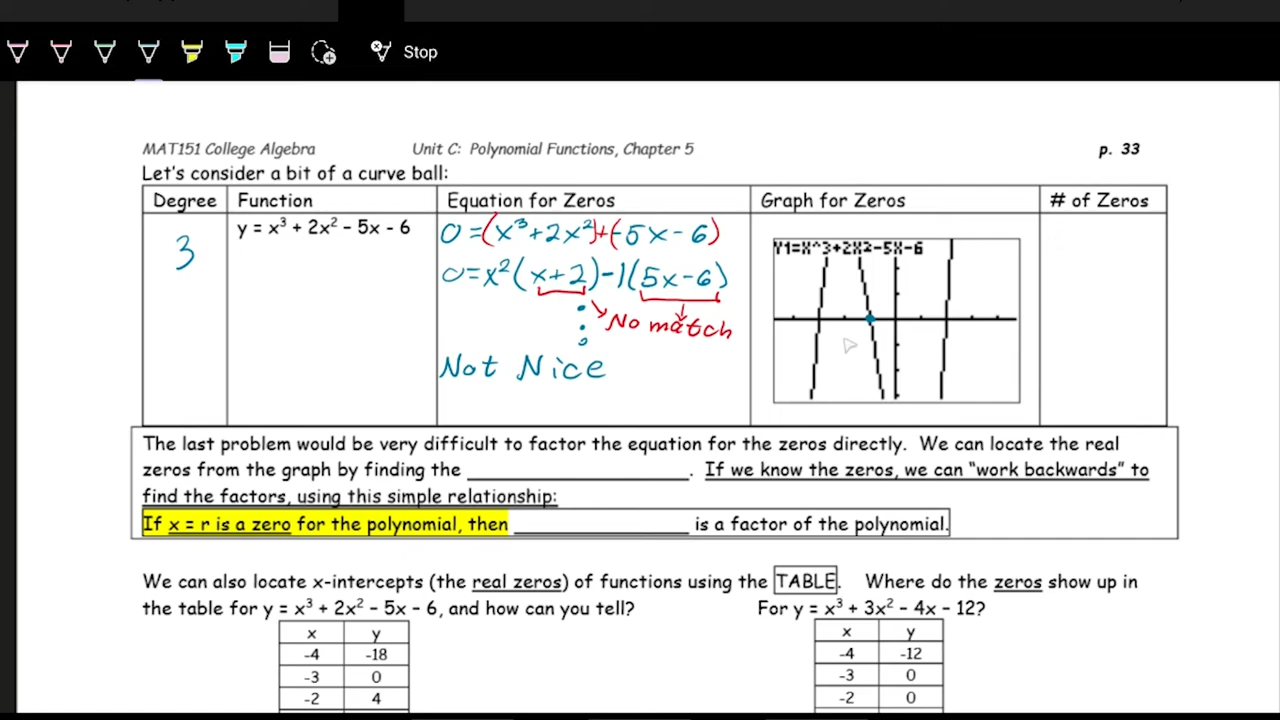 Stop
MAT151 College Algebra Unit C: Polynomial Functions, Chapter 5 p. 33
Let's consider a bit of a curve ball:
Degree Function Equation for Zeros Graph for Zeros # of Zeros
3 y = x³ + 2x² – 5x – 6 0 = (x³ + 2x²) + (-5x – 6) Y1=X^3+2X2-5X-6
0 = x²(x + 2) – 1(5x – 6)
No match
Not Nice
The last problem would be very difficult to factor the equation for the zeros directly. We can locate the real
zeros from the graph by finding the ____________________. If we know the zeros, we can “work backwards” to
find the factors, using this simple relationship:
If x = r is a zero for the polynomial, then ________________ is a factor of the polynomial.
We can also locate x-intercepts (the real zeros) of functions using the TABLE. Where do the zeros show up in
the table for y = x³ + 2x² – 5x – 6, and how can you tell? For y = x³ + 3x² – 4x – 12?
x y x y
-4 -18 -4 -12
-3 0 -3 0
-2 4 -2 0